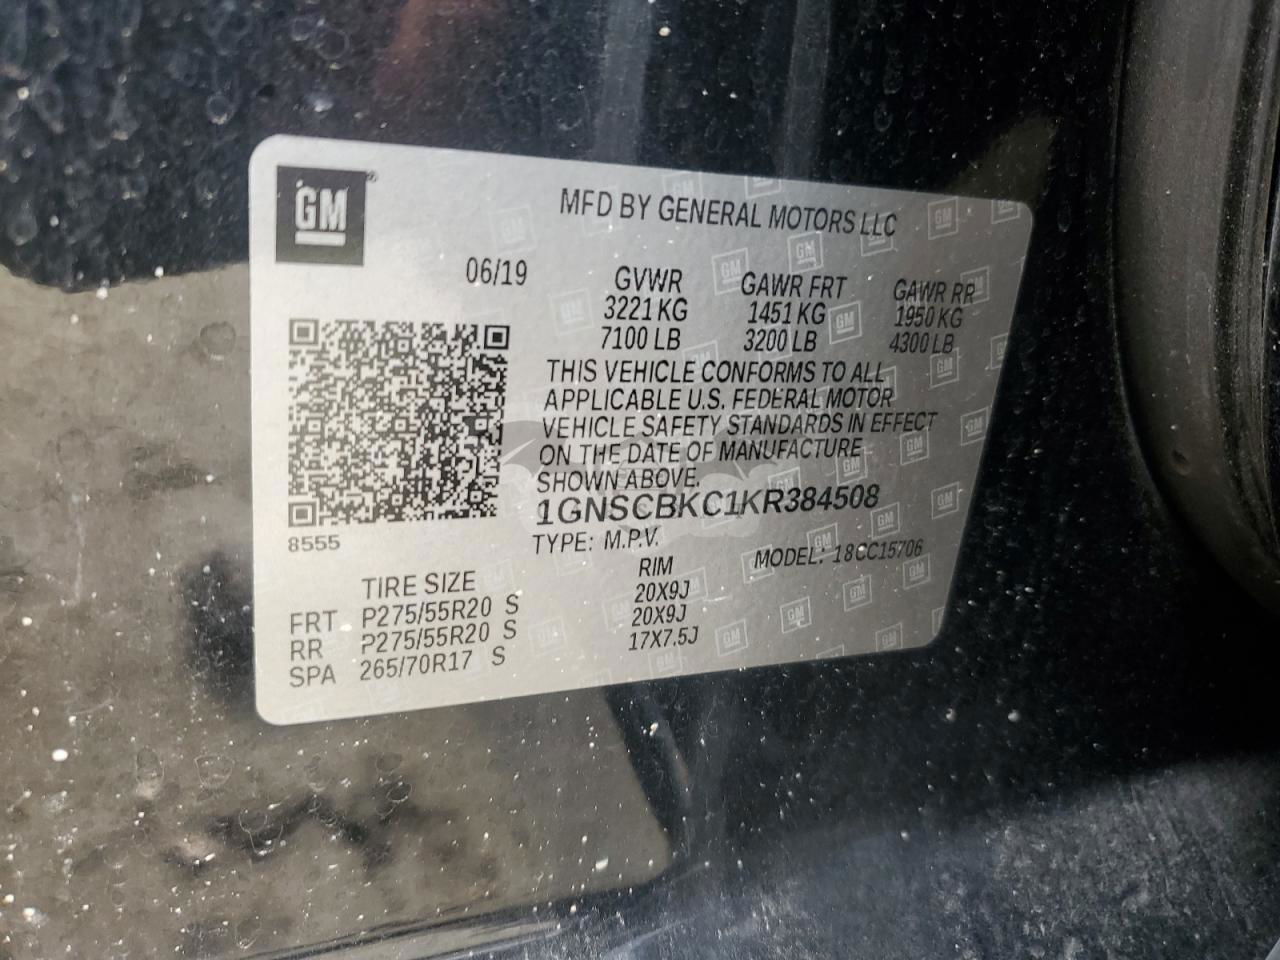 GM
MFD BY GENERAL MOTORS LLC
06/19
GVWR GAWR FRT GAWR RR
3221 KG 1451 KG 1950 KG
7100 LB 3200 LB 4300 LB
THIS VEHICLE CONFORMS TO ALL
APPLICABLE U.S. FEDERAL MOTOR
VEHICLE SAFETY STANDARDS IN EFFECT
ON THE DATE OF MANUFACTURE
SHOWN ABOVE.
1GNSCBKC1KR384508
8555
TYPE: M.P.V. MODEL: 18CC15706
TIRE SIZE RIM
FRT P275/55R20 S 20X9J
RR P275/55R20 S 20X9J
SPA 265/70R17 S 17X7.5J